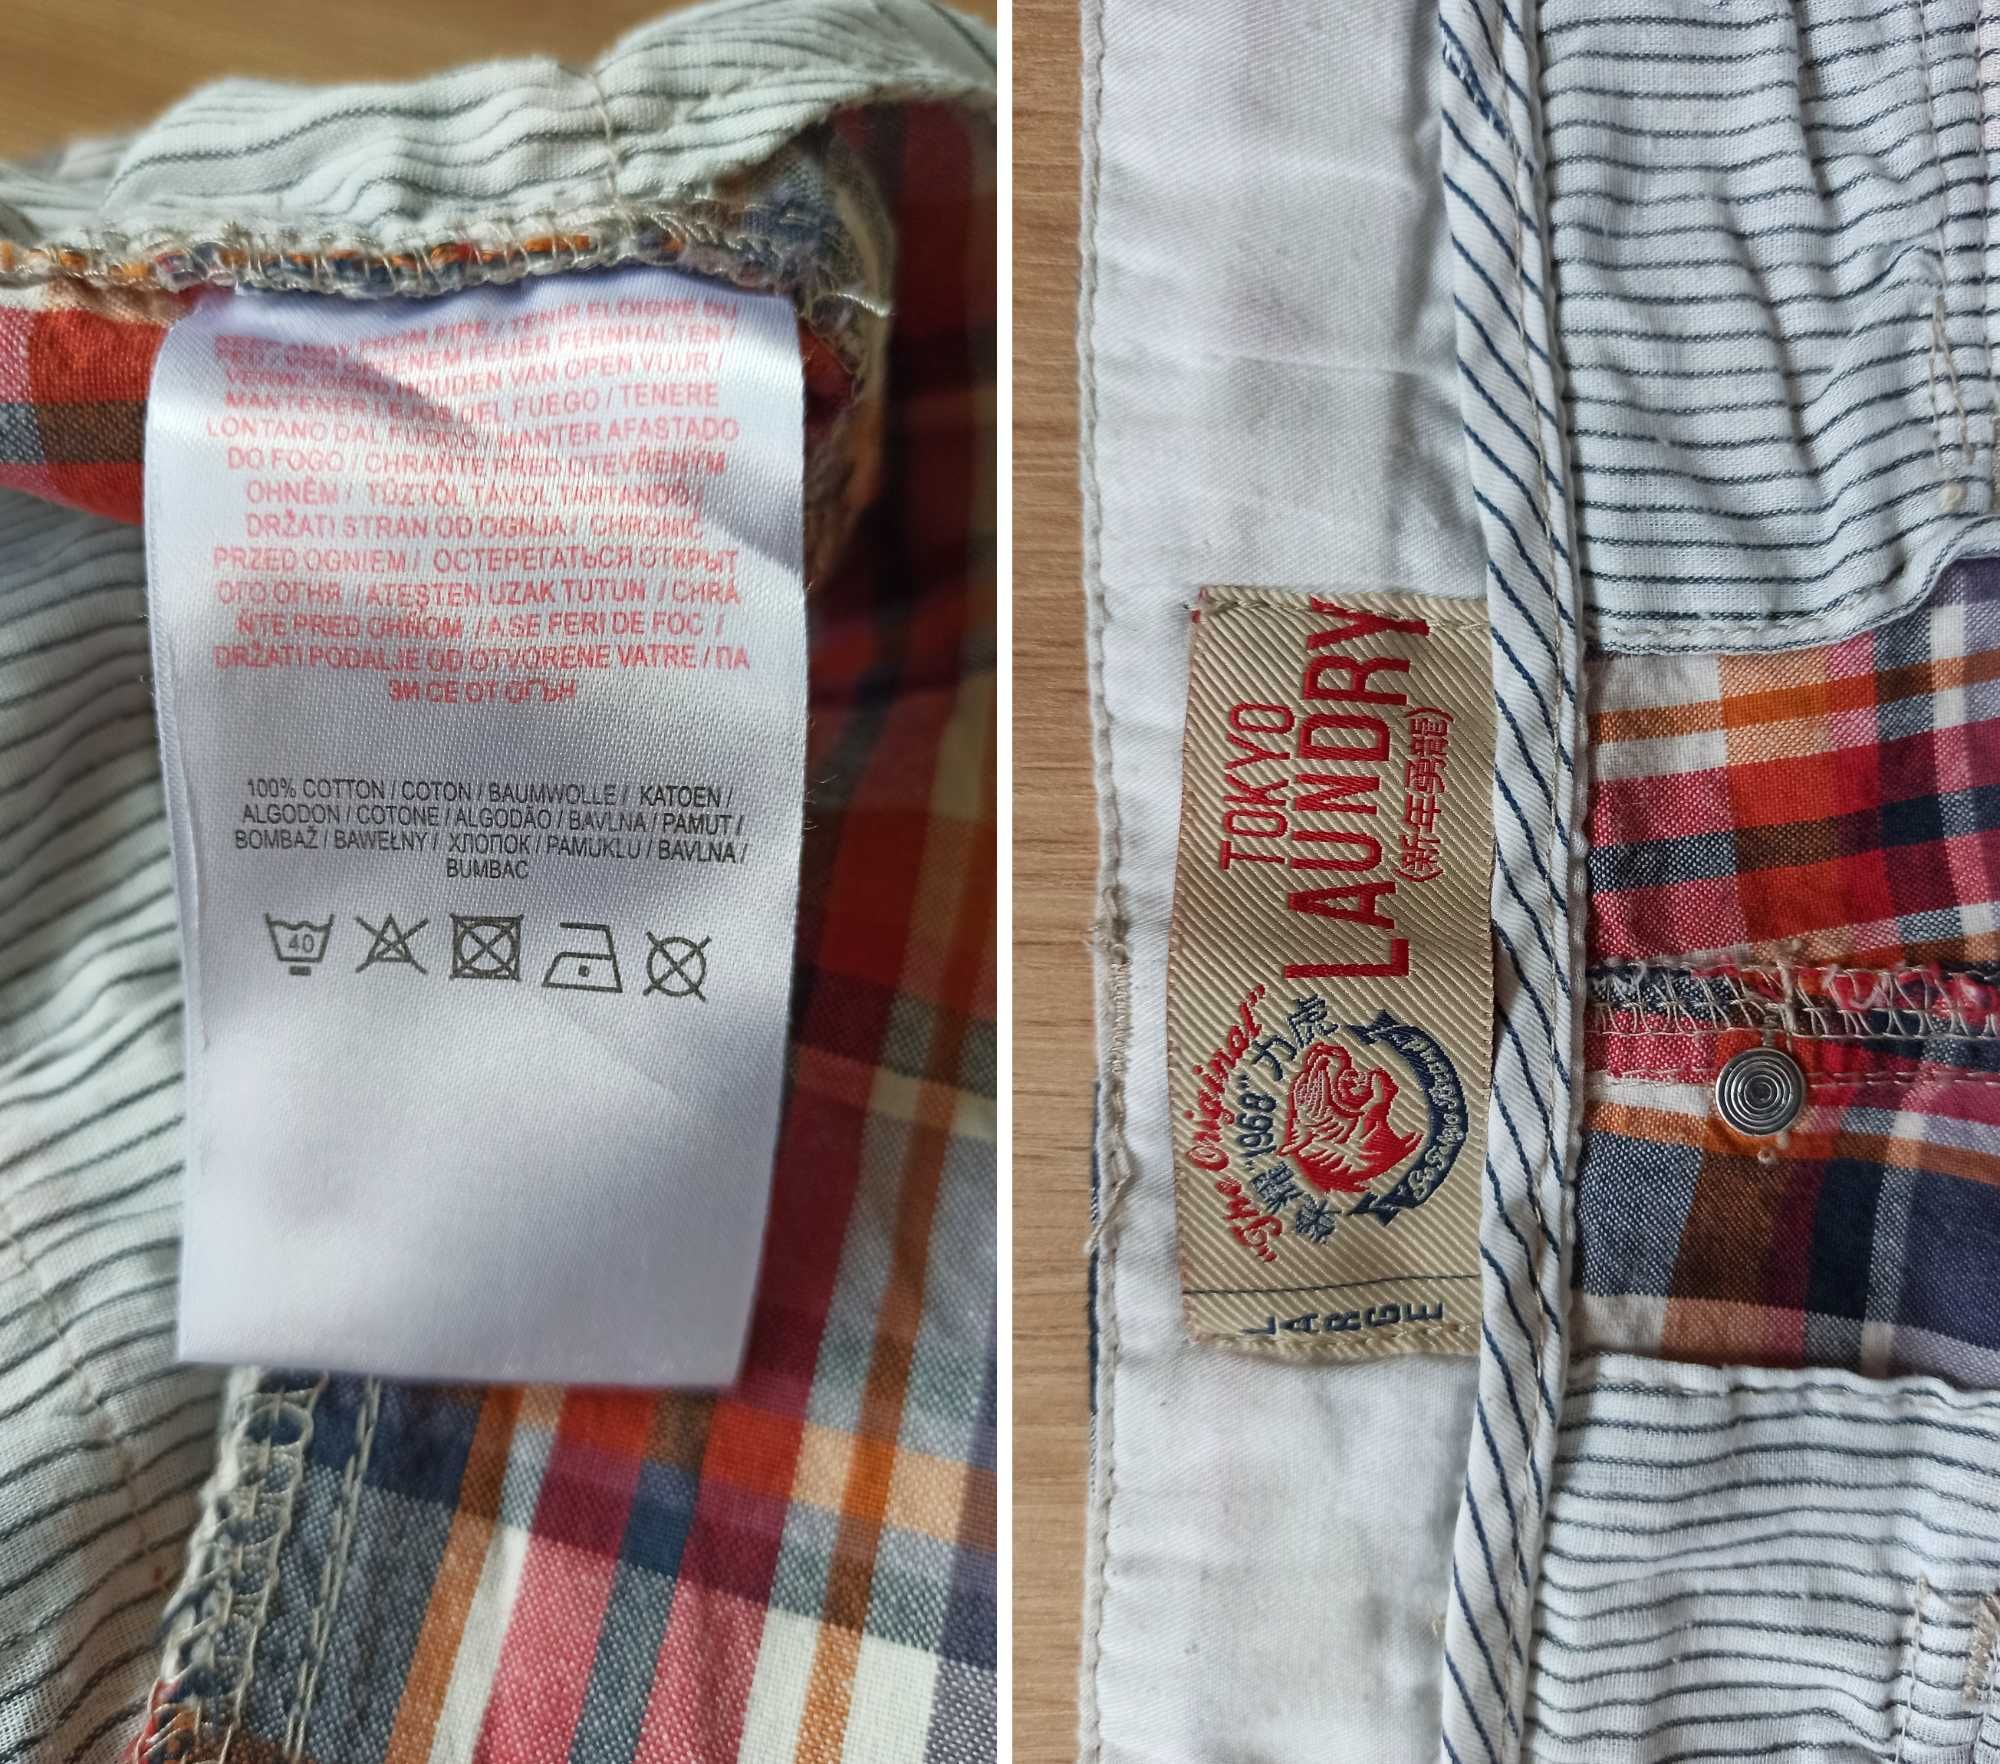 KEEP AWAY FROM FIRE / TENIR ELOIGNE DU
FEU / OFFENEM FEUER FERNHALTEN /
VERWIJDERD HOUDEN VAN OPEN VUUR /
MANTENER LEJOS DEL FUEGO / TENERE
LONTANO DAL FUOCO / MANTER AFASTADO
DO FOGO / CHRAŇTE PŘED OTEVŘENÝM
OHNĚM / TŰZTŐL TÁVOL TARTANDÓ /
DRŽATI STRAN OD OGNJA / CHRONIĆ
PRZED OGNIEM / ОСТЕРЕГАТЬСЯ ОТКРЫТ
ОГО ОГНЯ / ATEŞTEN UZAK TUTUN / CHRÁ
ŇTE PRED OHŇOM / A SE FERI DE FOC /
DRŽATI PODALJE OD OTVORENE VATRE / ПА
ЗИ СЕ ОТ ОГЪН
100% COTTON / COTON / BAUMWOLLE / KATOEN /
ALGODON / COTONE / ALGODÃO / BAVLNA / PAMUT /
BOMBAŽ / BAWEŁNY / ХЛОПОК / PAMUKLU / BAVLNA /
BUMBAC
40
TOKYO
LAUNDRY
"The Original"
"1968" 力虎
LARGE